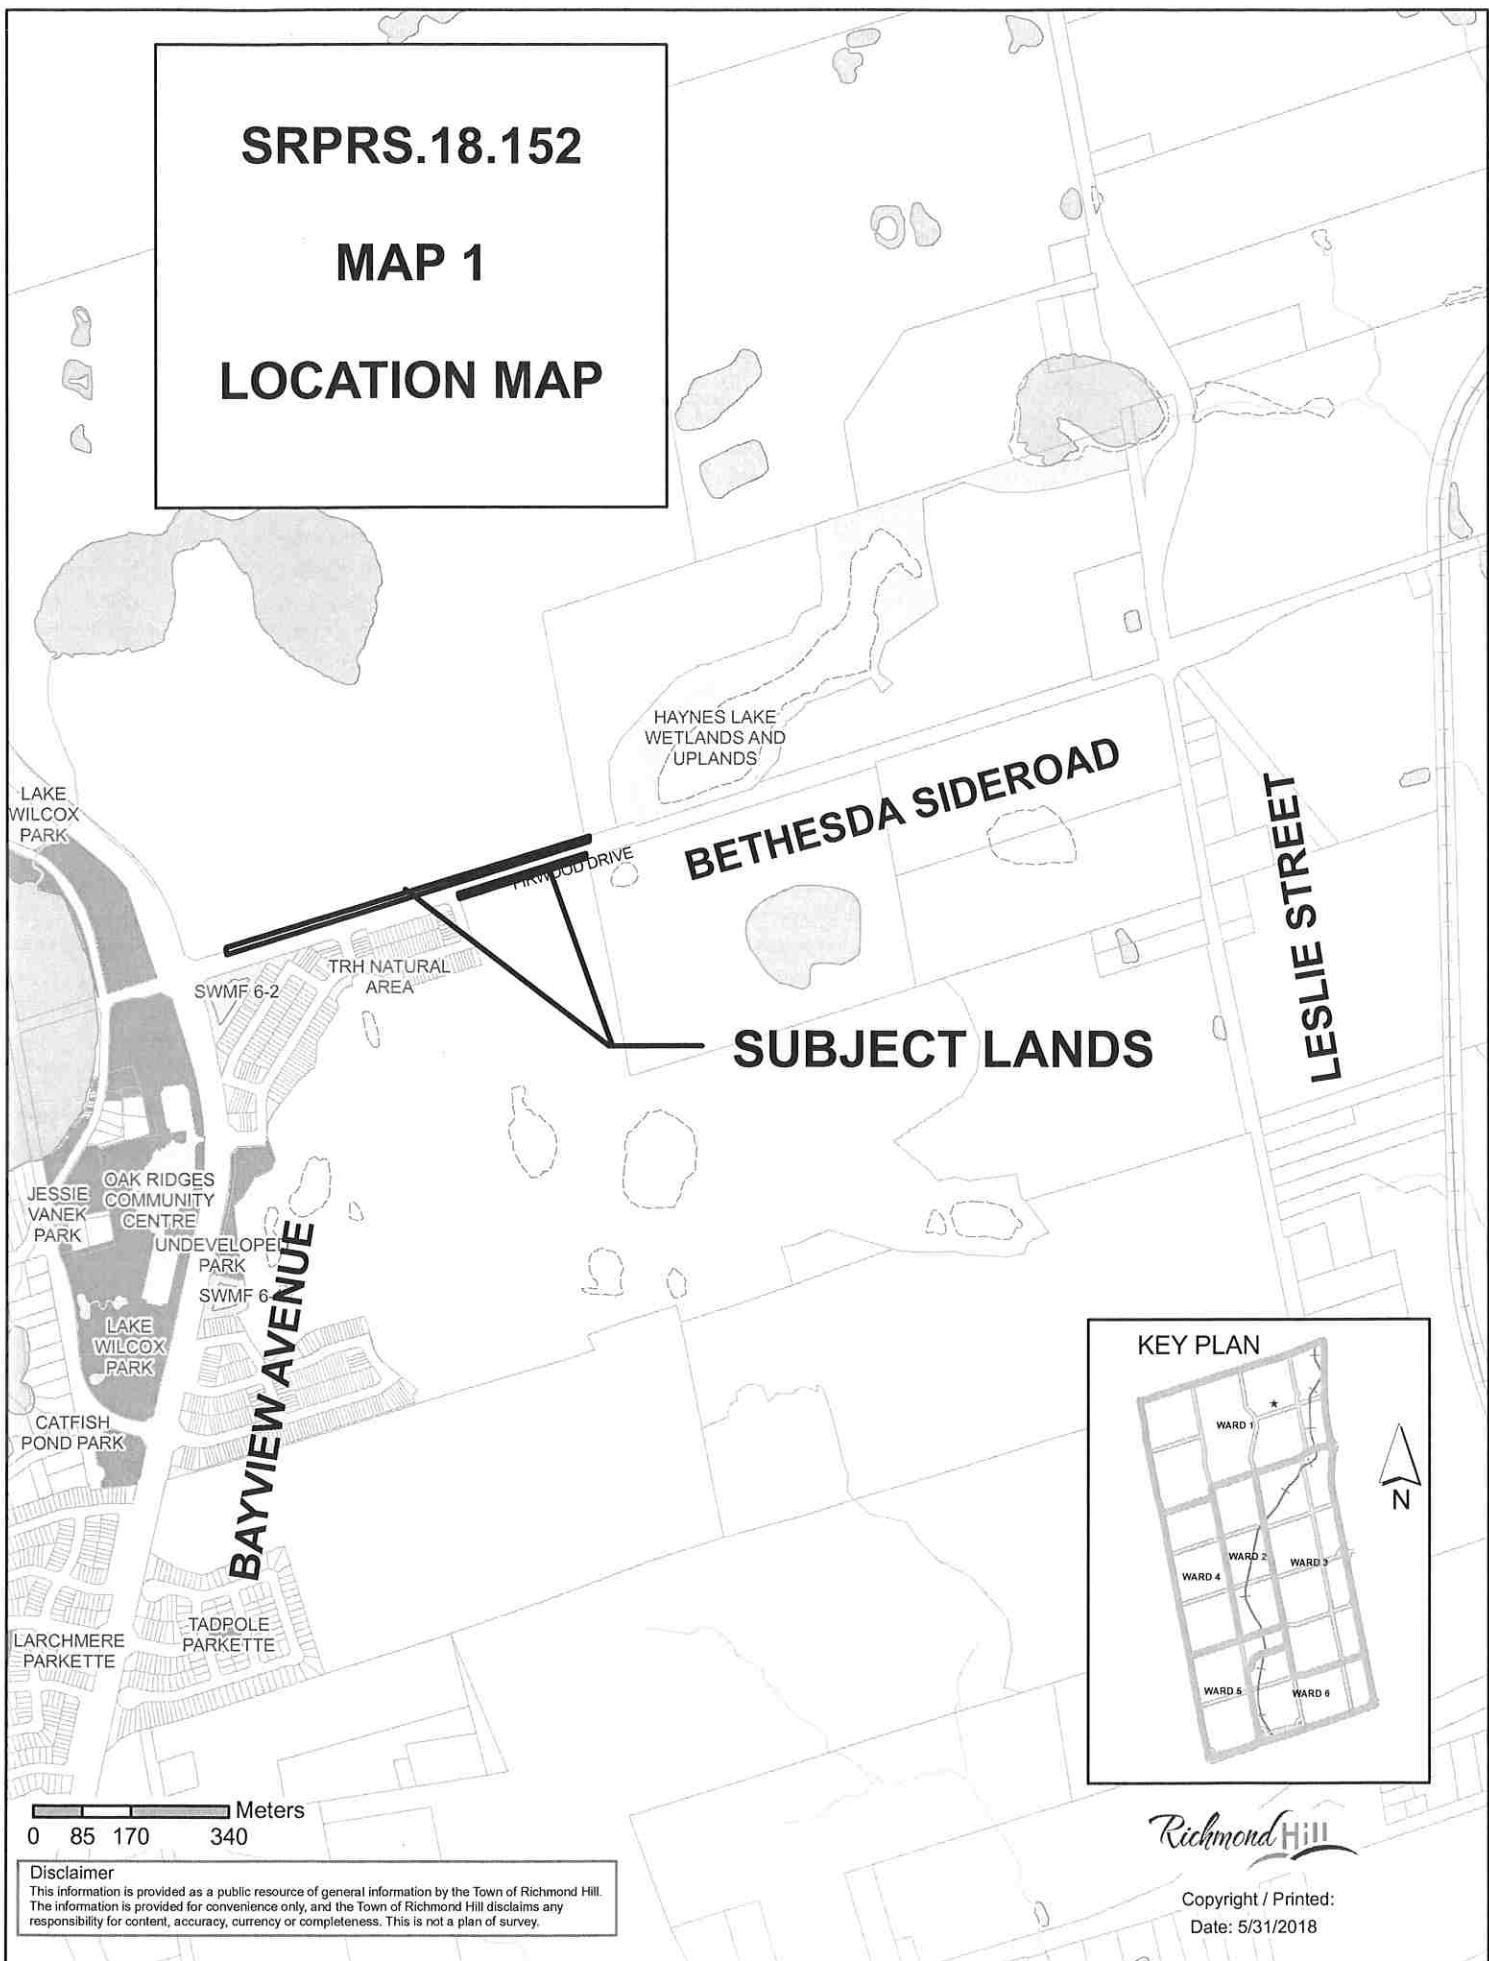 SRPRS.18.152
MAP 1
LOCATION MAP
HAYNES LAKE
WETLANDS AND
UPLANDS
LAKE
WILCOX
PARK
BETHESDA SIDEROAD
LESLIE STREET
DRIVE
TRH NATURAL
AREA
SWMF 6-2
SUBJECT LANDS
OAK RIDGES
COMMUNITY
CENTRE
JESSIE
VANEK
PARK
UNDEVELOPED
PARK
SWMF 6-
LAKE
WILCOX
PARK
BAYVIEW AVENUE
CATFISH
POND PARK
TADPOLE
PARKETTE
LARCHMERE
PARKETTE
KEY PLAN
WARD 1
N
WARD 2
WARD 3
WARD 4
WARD 5
WARD 6
Meters
0 85 170 340
Disclaimer
This information is provided as a public resource of general information by the Town of Richmond Hill.
The information is provided for convenience only, and the Town of Richmond Hill disclaims any
responsibility for content, accuracy, currency or completeness. This is not a plan of survey.
Richmond Hill
Copyright / Printed:
Date: 5/31/2018